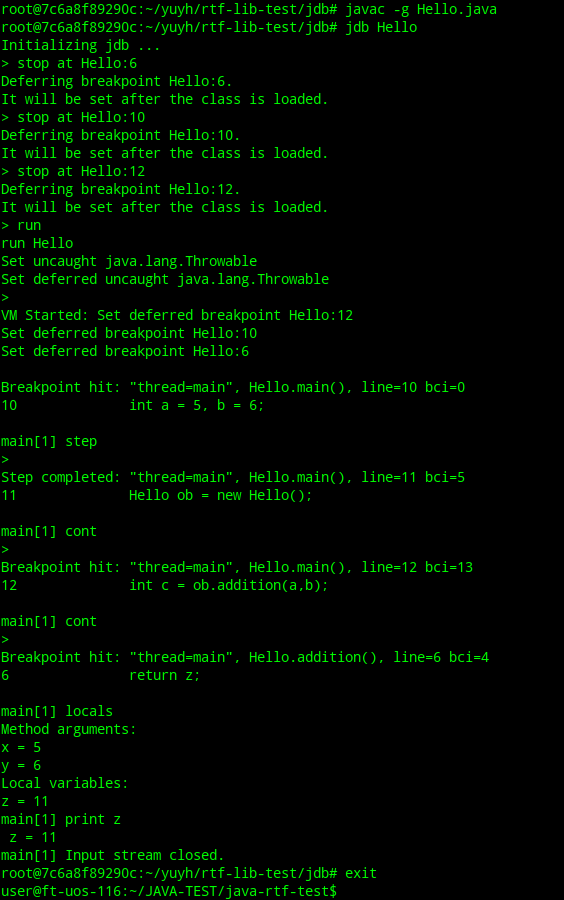 root@7c6a8f89290c:~/yuyh/rtf-lib-test/jdb# javac -g Hello.java
root@7c6a8f89290c:~/yuyh/rtf-lib-test/jdb# jdb Hello
Initializing jdb ...
> stop at Hello:6
Deferring breakpoint Hello:6.
It will be set after the class is loaded.
> stop at Hello:10
Deferring breakpoint Hello:10.
It will be set after the class is loaded.
> stop at Hello:12
Deferring breakpoint Hello:12.
It will be set after the class is loaded.
> run
run Hello
Set uncaught java.lang.Throwable
Set deferred uncaught java.lang.Throwable
>
VM Started: Set deferred breakpoint Hello:12
Set deferred breakpoint Hello:10
Set deferred breakpoint Hello:6

Breakpoint hit: "thread=main", Hello.main(), line=10 bci=0
10              int a = 5, b = 6;

main[1] step
>
Step completed: "thread=main", Hello.main(), line=11 bci=5
11              Hello ob = new Hello();

main[1] cont
>
Breakpoint hit: "thread=main", Hello.main(), line=12 bci=13
12              int c = ob.addition(a,b);

main[1] cont
>
Breakpoint hit: "thread=main", Hello.addition(), line=6 bci=4
6               return z;

main[1] locals
Method arguments:
x = 5
y = 6
Local variables:
z = 11
main[1] print z
 z = 11
main[1] Input stream closed.
root@7c6a8f89290c:~/yuyh/rtf-lib-test/jdb# exit
user@ft-uos-116:~/JAVA-TEST/java-rtf-test$